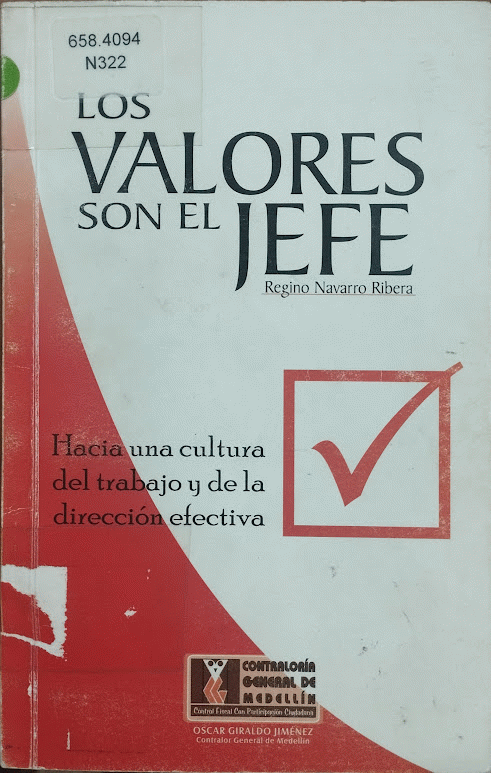 658.4094
N322
LOS
VALORES
SON EL JEFE
Regino Navarro Ribera
Hacia una cultura
del trabajo y de la
dirección efectiva
CONTRALORÍA
GENERAL DE
MEDELLÍN
Control Fiscal Con Participación Ciudadana
OSCAR GIRALDO JIMÉNEZ
Contralor General de Medellín